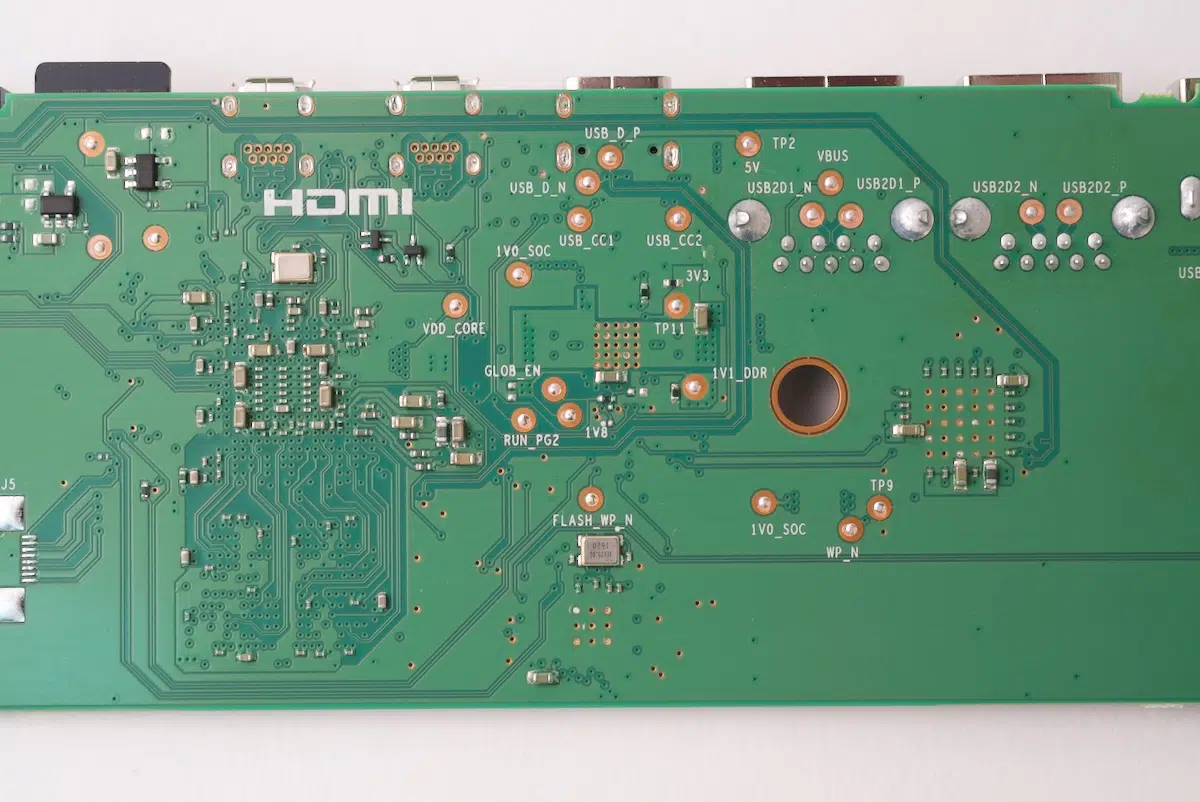 USB_D_P
TP2
5V
VBUS
USB_D_N
USB2D1_N
USB2D1_P
USB2D2_N
USB2D2_P
HDMI
USB_CC1
USB_CC2
1V0_SOC
3V3
USB
VDD_CORE
TP11
GLOB_EN
1V1_DDR
1V8
RUN_PG2
J5
TP9
FLASH_WP_N
1V0_SOC
WP_N